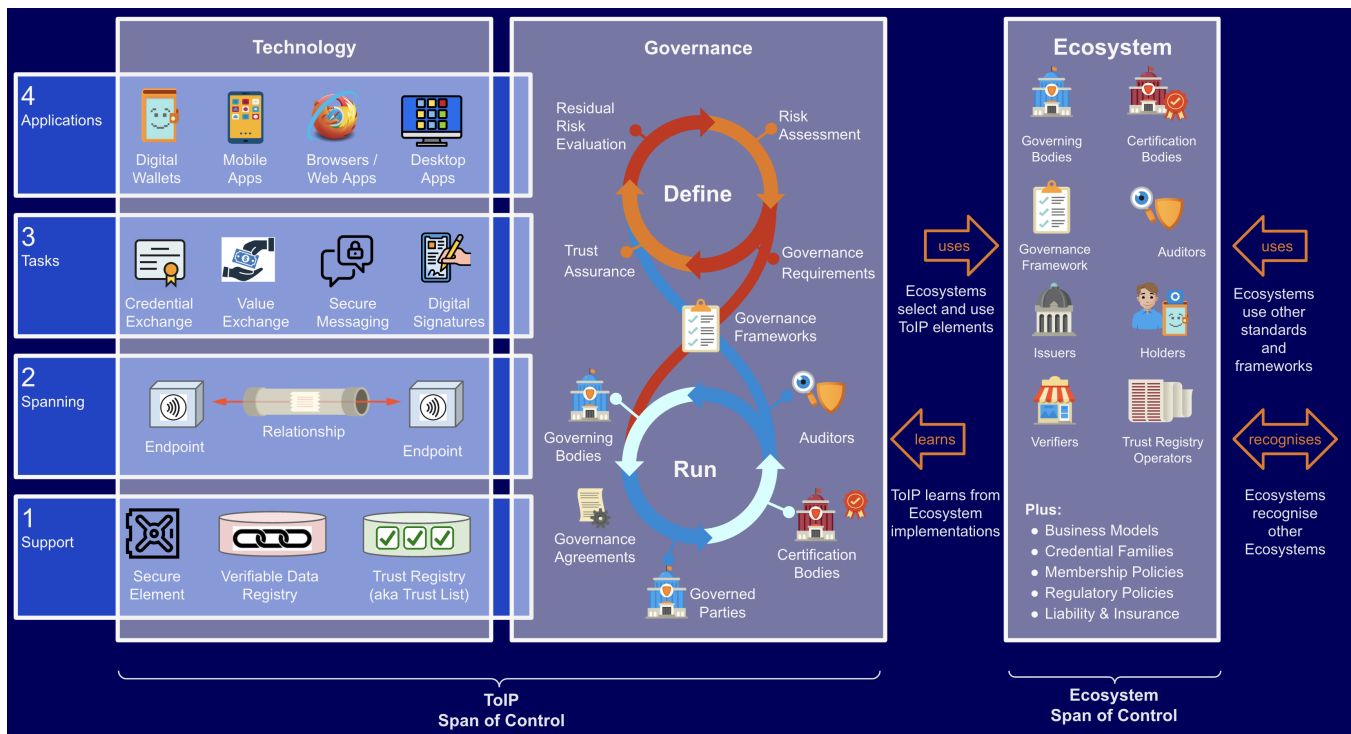 Technology
4
Applications
Digital
Wallets
Mobile
Apps
Browsers /
Web Apps
Desktop
Apps
3
Tasks
Credential
Exchange
Value
Exchange
Secure
Messaging
Digital
Signatures
2
Spanning
Endpoint
Relationship
Endpoint
1
Support
Secure
Element
Verifiable Data
Registry
Trust Registry
(aka Trust List)
Governance
Residual
Risk
Evaluation
Risk
Assessment
Define
Trust
Assurance
Governance
Requirements
Governance
Frameworks
Governing
Bodies
Auditors
Run
Governance
Agreements
Certification
Bodies
Governed
Parties
ToIP
Span of Control
uses
Ecosystems
select and use
ToIP elements
learns
ToIP learns from
Ecosystem
implementations
Ecosystem
Governing
Bodies
Certification
Bodies
Governance
Framework
Auditors
Issuers
Holders
Verifiers
Trust Registry
Operators
Plus:
● Business Models
● Credential Families
● Membership Policies
● Regulatory Policies
● Liability & Insurance
Ecosystem
Span of Control
uses
Ecosystems
use other
standards
and
frameworks
recognises
Ecosystems
recognise
other
Ecosystems